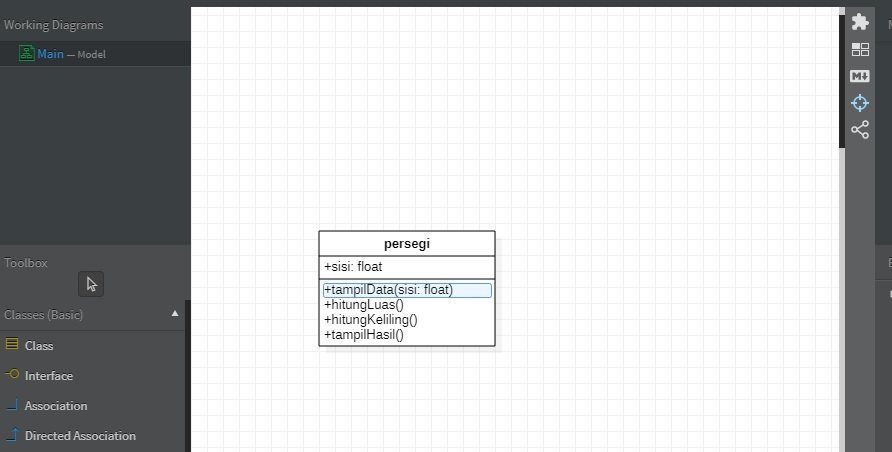 Working Diagrams
Main — Model
Toolbox
Classes (Basic)
Class
Interface
Association
Directed Association
persegi
+sisi: float
+tampilData(sisi: float)
+hitungLuas()
+hitungKeliling()
+tampilHasil()
M